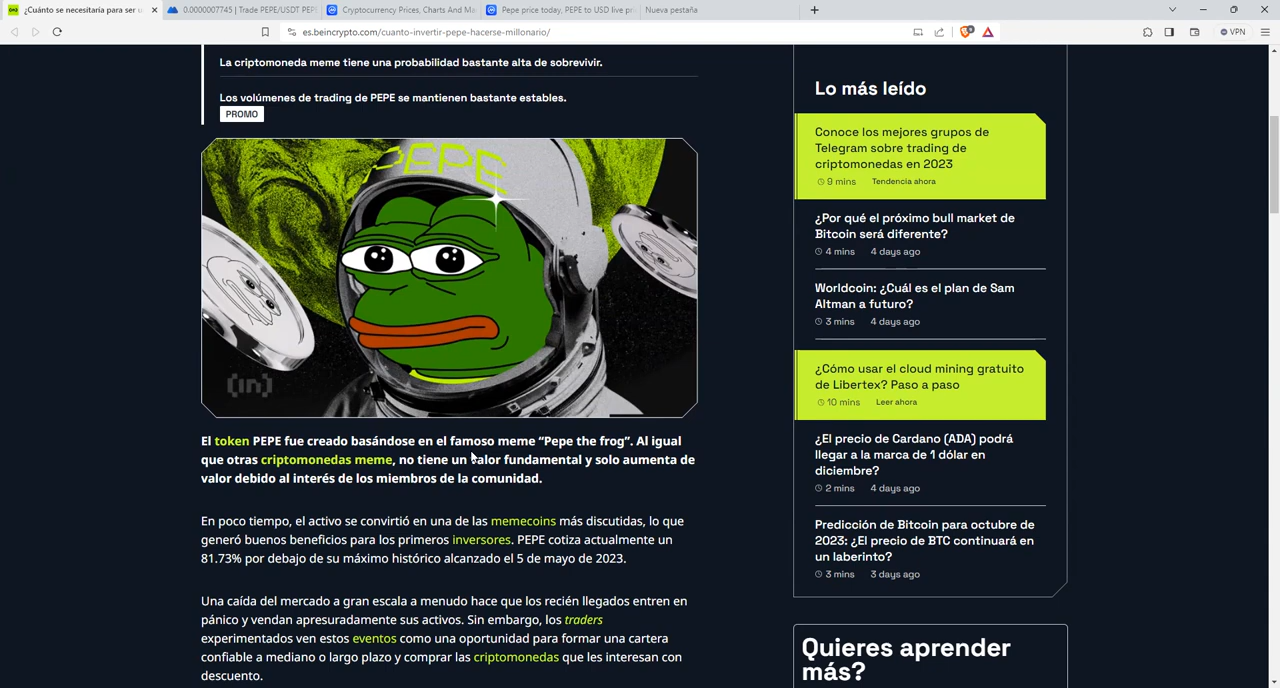 ¿Cuánto se necesitaría para ser u
0.0000007745 | Trade PEPE/USDT PEP
Cryptocurrency Prices, Charts And Ma
Pepe price today, PEPE to USD live pr
Nueva pestaña
es.beincrypto.com/cuanto-invertir-pepe-hacerse-millonario/
VPN
La criptomoneda meme tiene una probabilidad bastante alta de sobrevivir.
Los volúmenes de trading de PEPE se mantienen bastante estables.
PROMO
PEPE
[in]
El token PEPE fue creado basándose en el famoso meme “Pepe the frog”. Al igual
que otras criptomonedas meme, no tiene un valor fundamental y solo aumenta de
valor debido al interés de los miembros de la comunidad.
En poco tiempo, el activo se convirtió en una de las memecoins más discutidas, lo que
generó buenos beneficios para los primeros inversores. PEPE cotiza actualmente un
81.73% por debajo de su máximo histórico alcanzado el 5 de mayo de 2023.
Una caída del mercado a gran escala a menudo hace que los recién llegados entren en
pánico y vendan apresuradamente sus activos. Sin embargo, los traders
experimentados ven estos eventos como una oportunidad para formar una cartera
confiable a mediano o largo plazo y comprar las criptomonedas que les interesan con
descuento.
Lo más leído
Conoce los mejores grupos de
Telegram sobre trading de
criptomonedas en 2023
9 mins Tendencia ahora
¿Por qué el próximo bull market de
Bitcoin será diferente?
4 mins 4 days ago
Worldcoin: ¿Cuál es el plan de Sam
Altman a futuro?
3 mins 4 days ago
¿Cómo usar el cloud mining gratuito
de Libertex? Paso a paso
10 mins Leer ahora
¿El precio de Cardano (ADA) podrá
llegar a la marca de 1 dólar en
diciembre?
2 mins 4 days ago
Predicción de Bitcoin para octubre de
2023: ¿El precio de BTC continuará en
un laberinto?
3 mins 3 days ago
Quieres aprender
más?